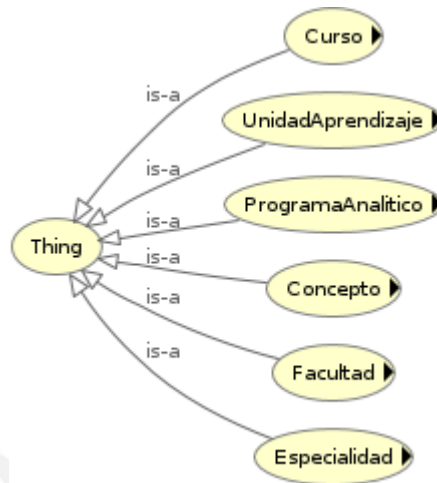 Curso
is-a
UnidadAprendizaje
is-a
ProgramaAnalitico
is-a
Thing
is-a
Concepto
is-a
Facultad
is-a
Especialidad